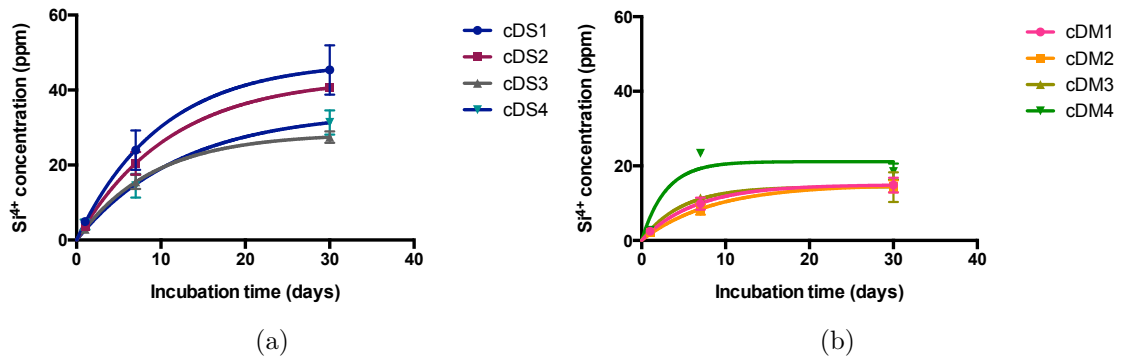 (a)
60
40
20
0
Si⁴⁺ concentration (ppm)
0 10 20 30 40
Incubation time (days)
cDS1
cDS2
cDS3
cDS4
(a)
(b)
60
40
20
0
Si⁴⁺ concentration (ppm)
0 10 20 30 40
Incubation time (days)
cDM1
cDM2
cDM3
cDM4
(b)